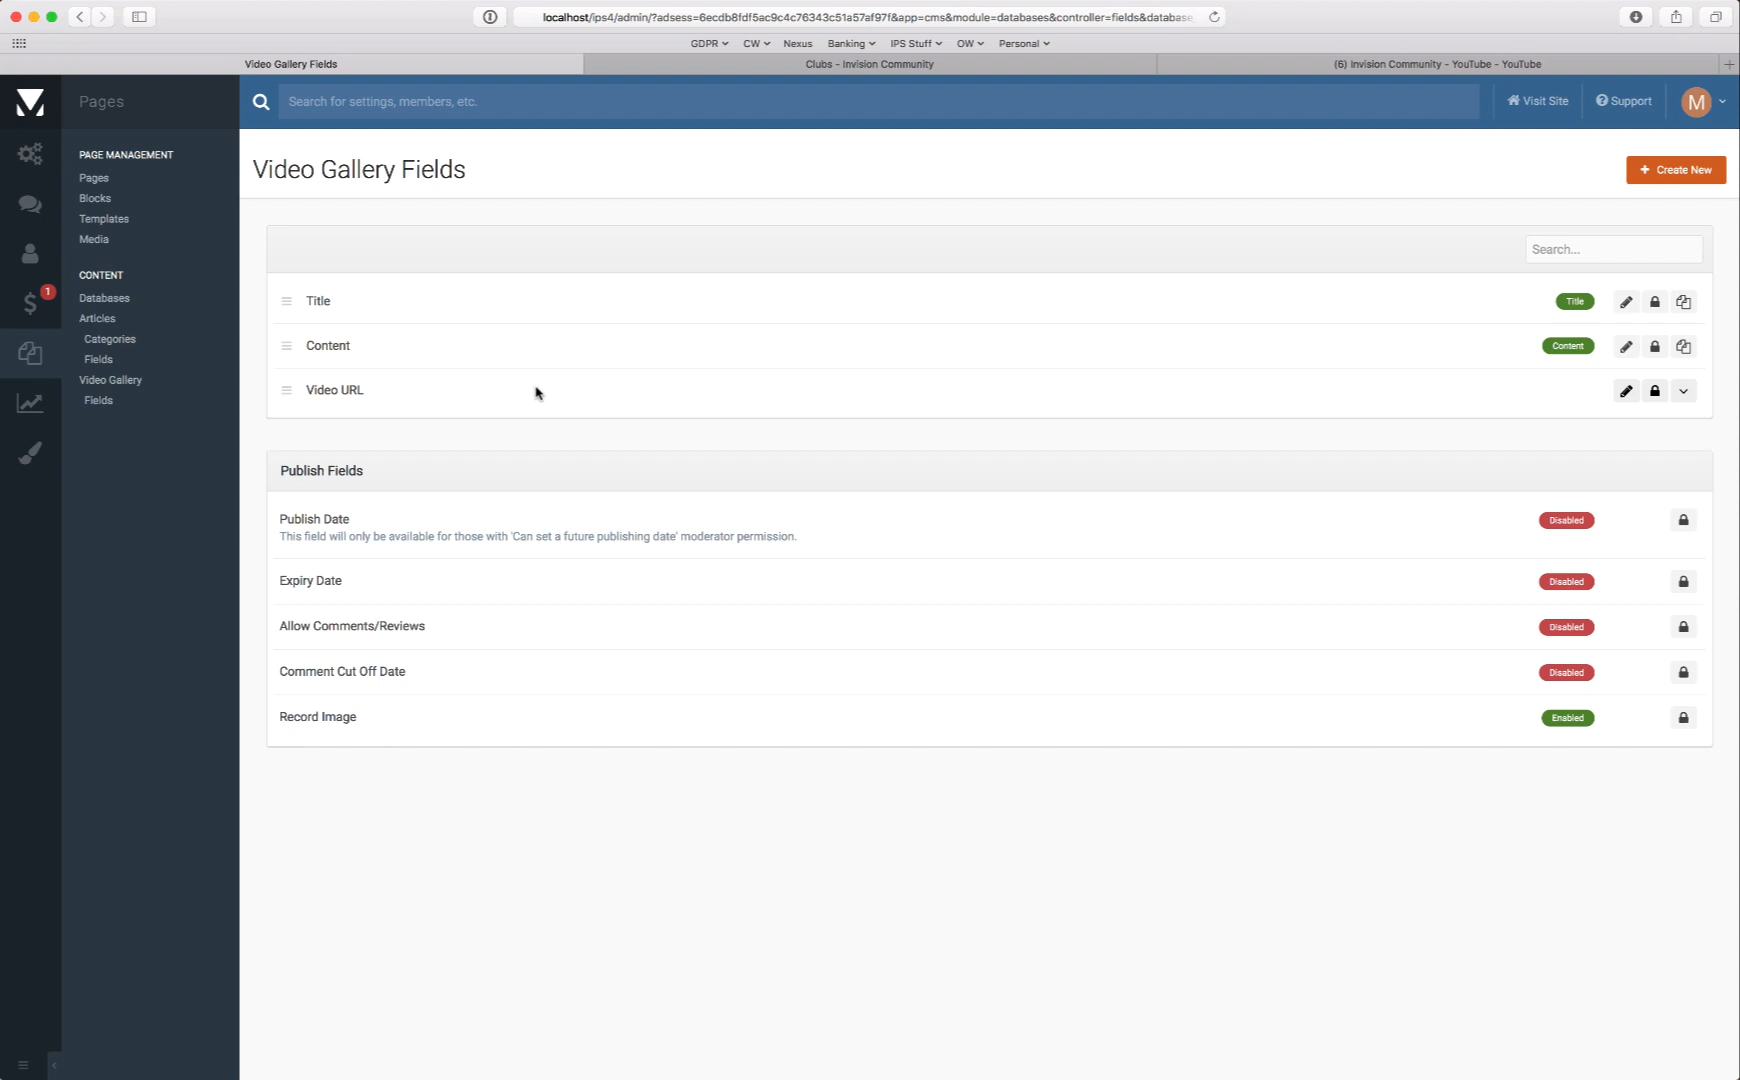 localhost/ips4/admin/?adsess=6ecdb8fdf5ac9c4c76343c51a57af97f&app=cms&module=databases&controller=fields&database
GDPR CW Nexus Banking IPS Stuff OW Personal
Video Gallery Fields
Clubs - Invision Community
(6) Invision Community - YouTube - YouTube
Pages
Search for settings, members, etc.
Visit Site
Support
M
PAGE MANAGEMENT
Pages
Blocks
Templates
Media
1
CONTENT
Databases
Articles
Categories
Fields
Video Gallery
Fields
Video Gallery Fields
+ Create New
Search...
Title Title
Content Content
Video URL
Publish Fields
Publish Date Disabled
This field will only be available for those with 'Can set a future publishing date' moderator permission.
Expiry Date Disabled
Allow Comments/Reviews Disabled
Comment Cut Off Date Disabled
Record Image Enabled